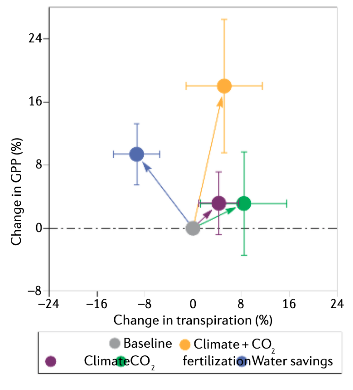 24
16
8
0
−8
Change in GPP (%)
−24 −16 −8 0 8 16 24
Change in transpiration (%)
Baseline Climate + CO2
Climate CO2 fertilization Water savings